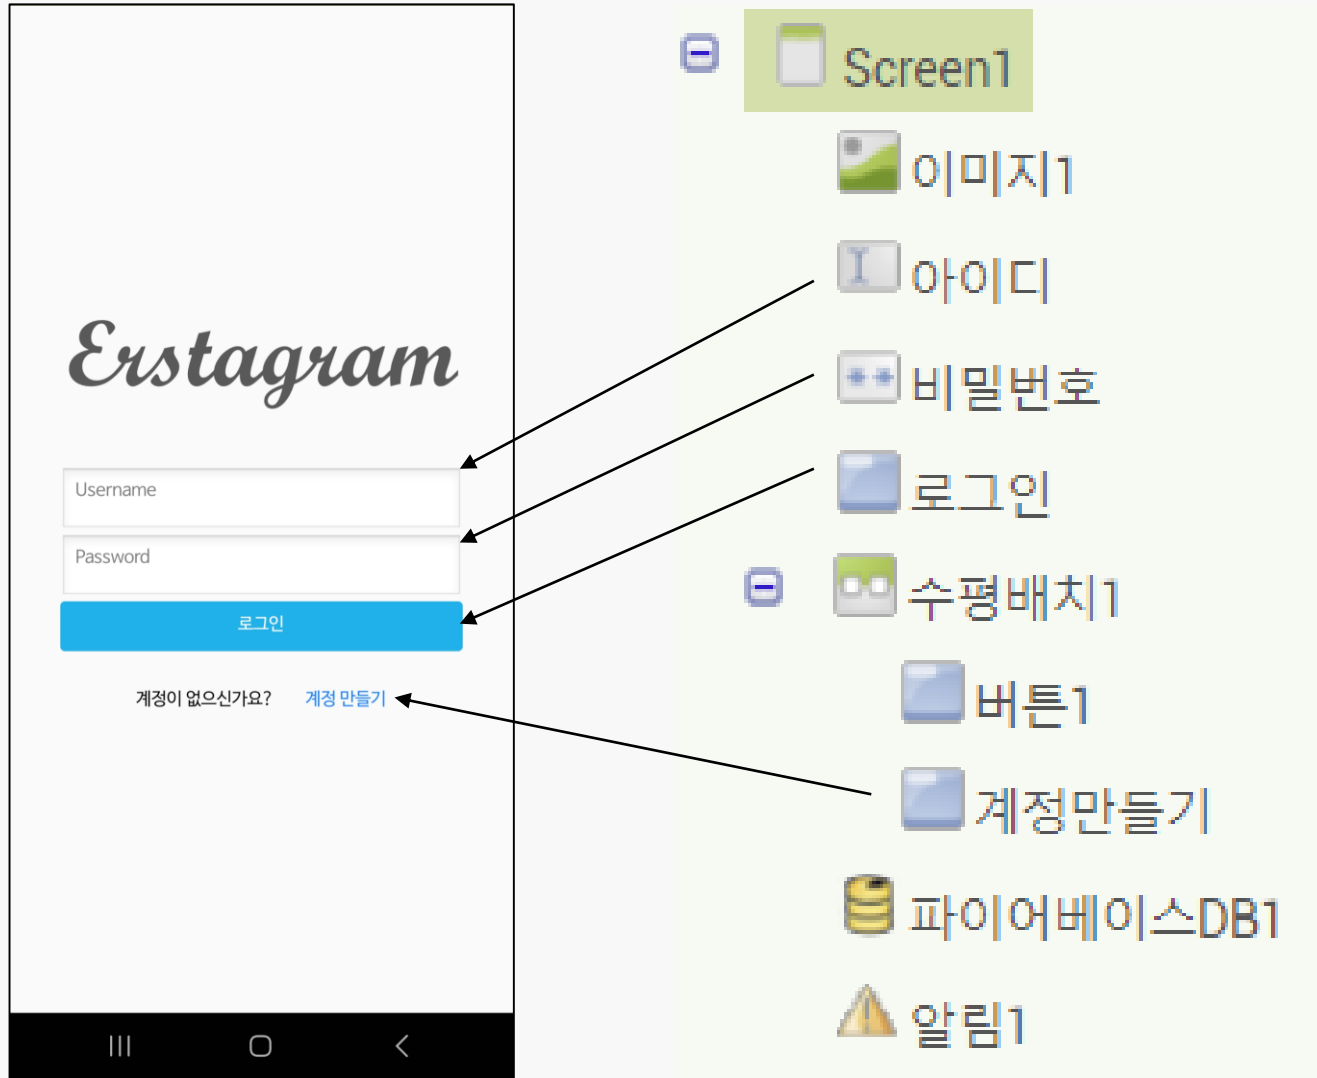 Erstagram
Username
Password
로그인
계정이 없으신가요? 계정 만들기
Screen1
이미지1
아이디
비밀번호
로그인
수평배치1
버튼1
계정만들기
파이어베이스DB1
알림1